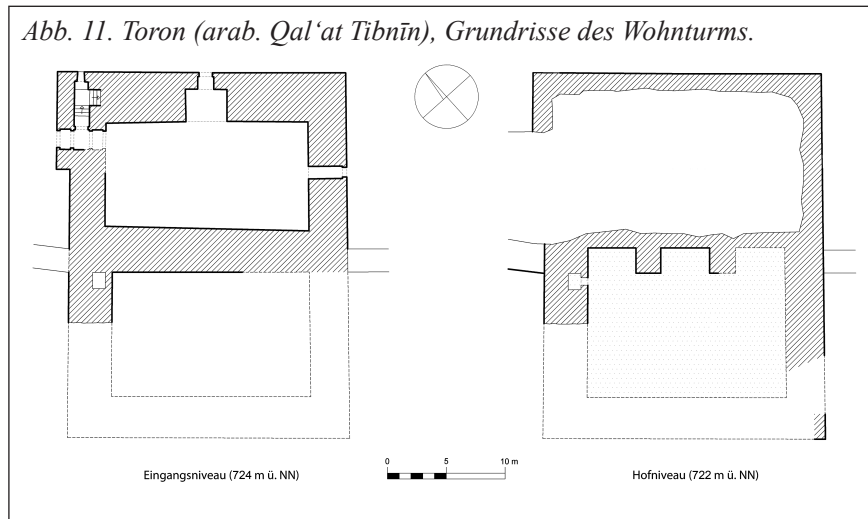 Abb. 11. Toron (arab. Qal‘at Tibnīn), Grundrisse des Wohnturms.
Eingangsniveau (724 m ü. NN)
0 5 10 m
Hofniveau (722 m ü. NN)